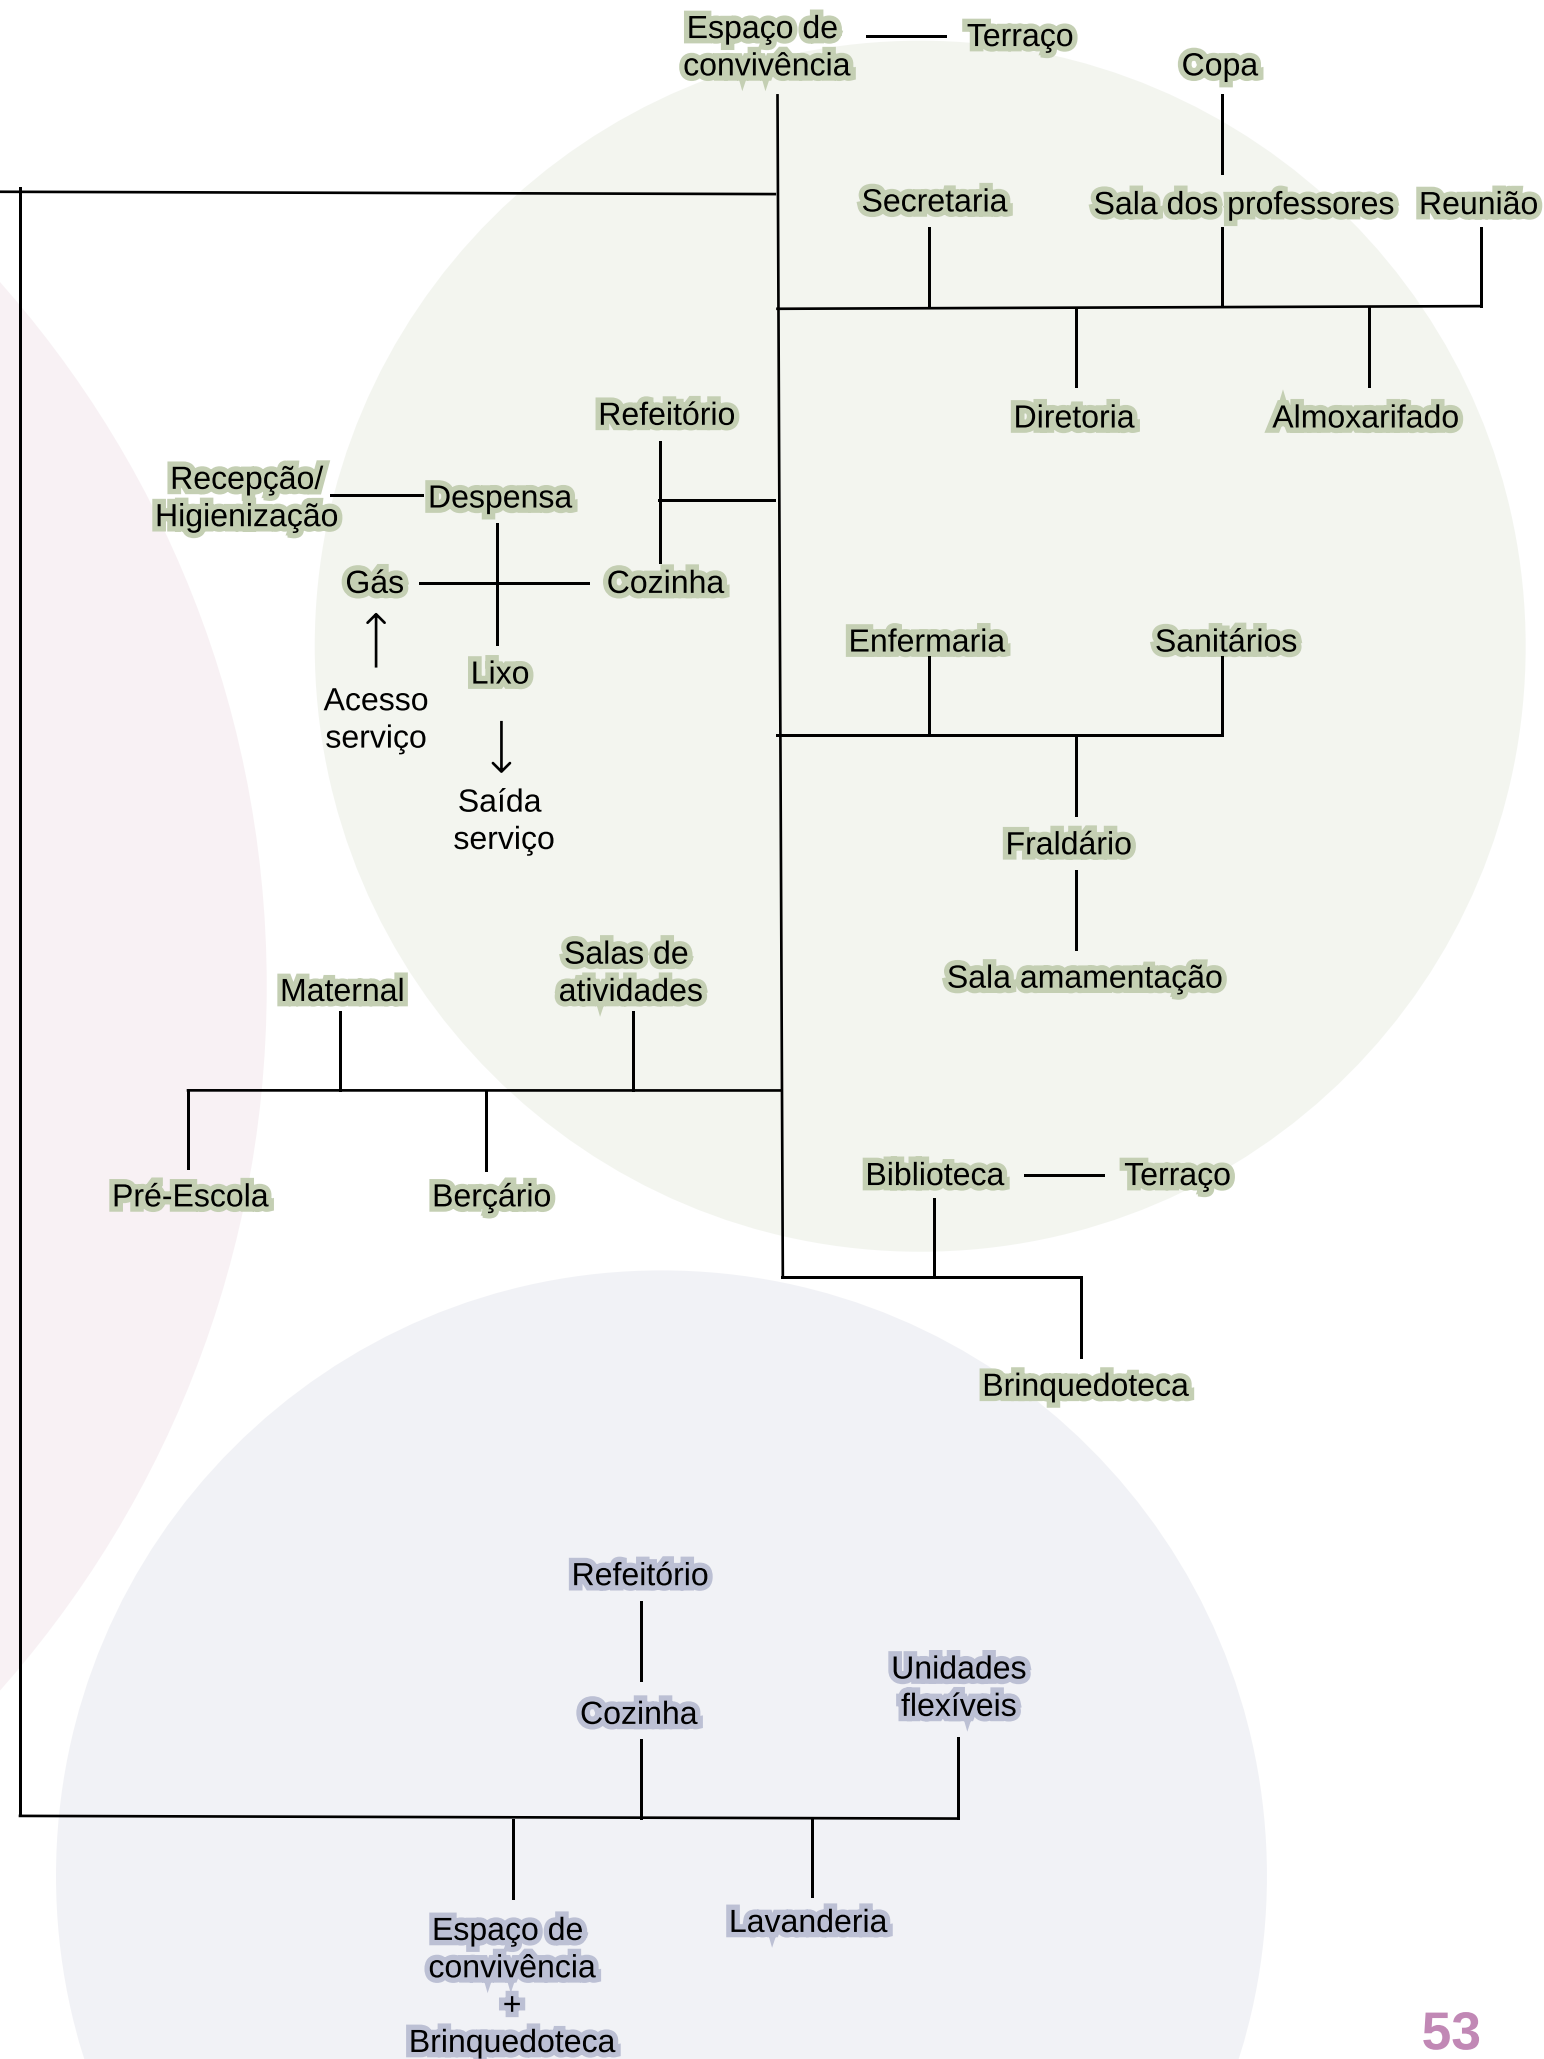 Espaço de
convivência
Terraço
Copa
Secretaria
Sala dos professores
Reunião
Diretoria
Almoxarifado
Refeitório
Recepção/
Higienização
Despensa
Gás
Cozinha
Acesso
serviço
Lixo
Saída
serviço
Enfermaria
Sanitários
Fraldário
Sala amamentação
Maternal
Salas de
atividades
Pré-Escola
Berçário
Biblioteca
Terraço
Brinquedoteca
Refeitório
Cozinha
Unidades
flexíveis
Espaço de
convivência
+
Brinquedoteca
Lavanderia
53